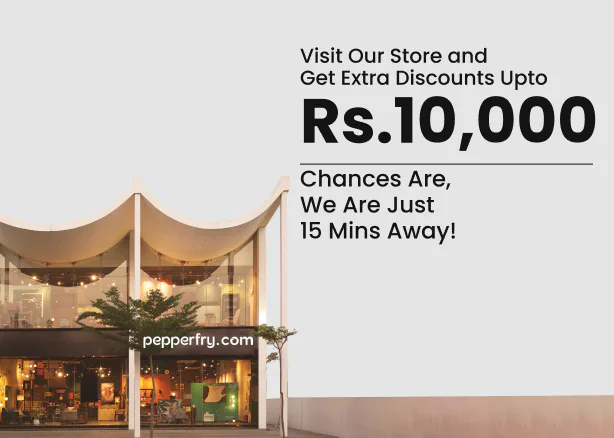 Visit Our Store and
Get Extra Discounts Upto
Rs.10,000
Chances Are,
We Are Just
15 Mins Away!
pepperfry.com